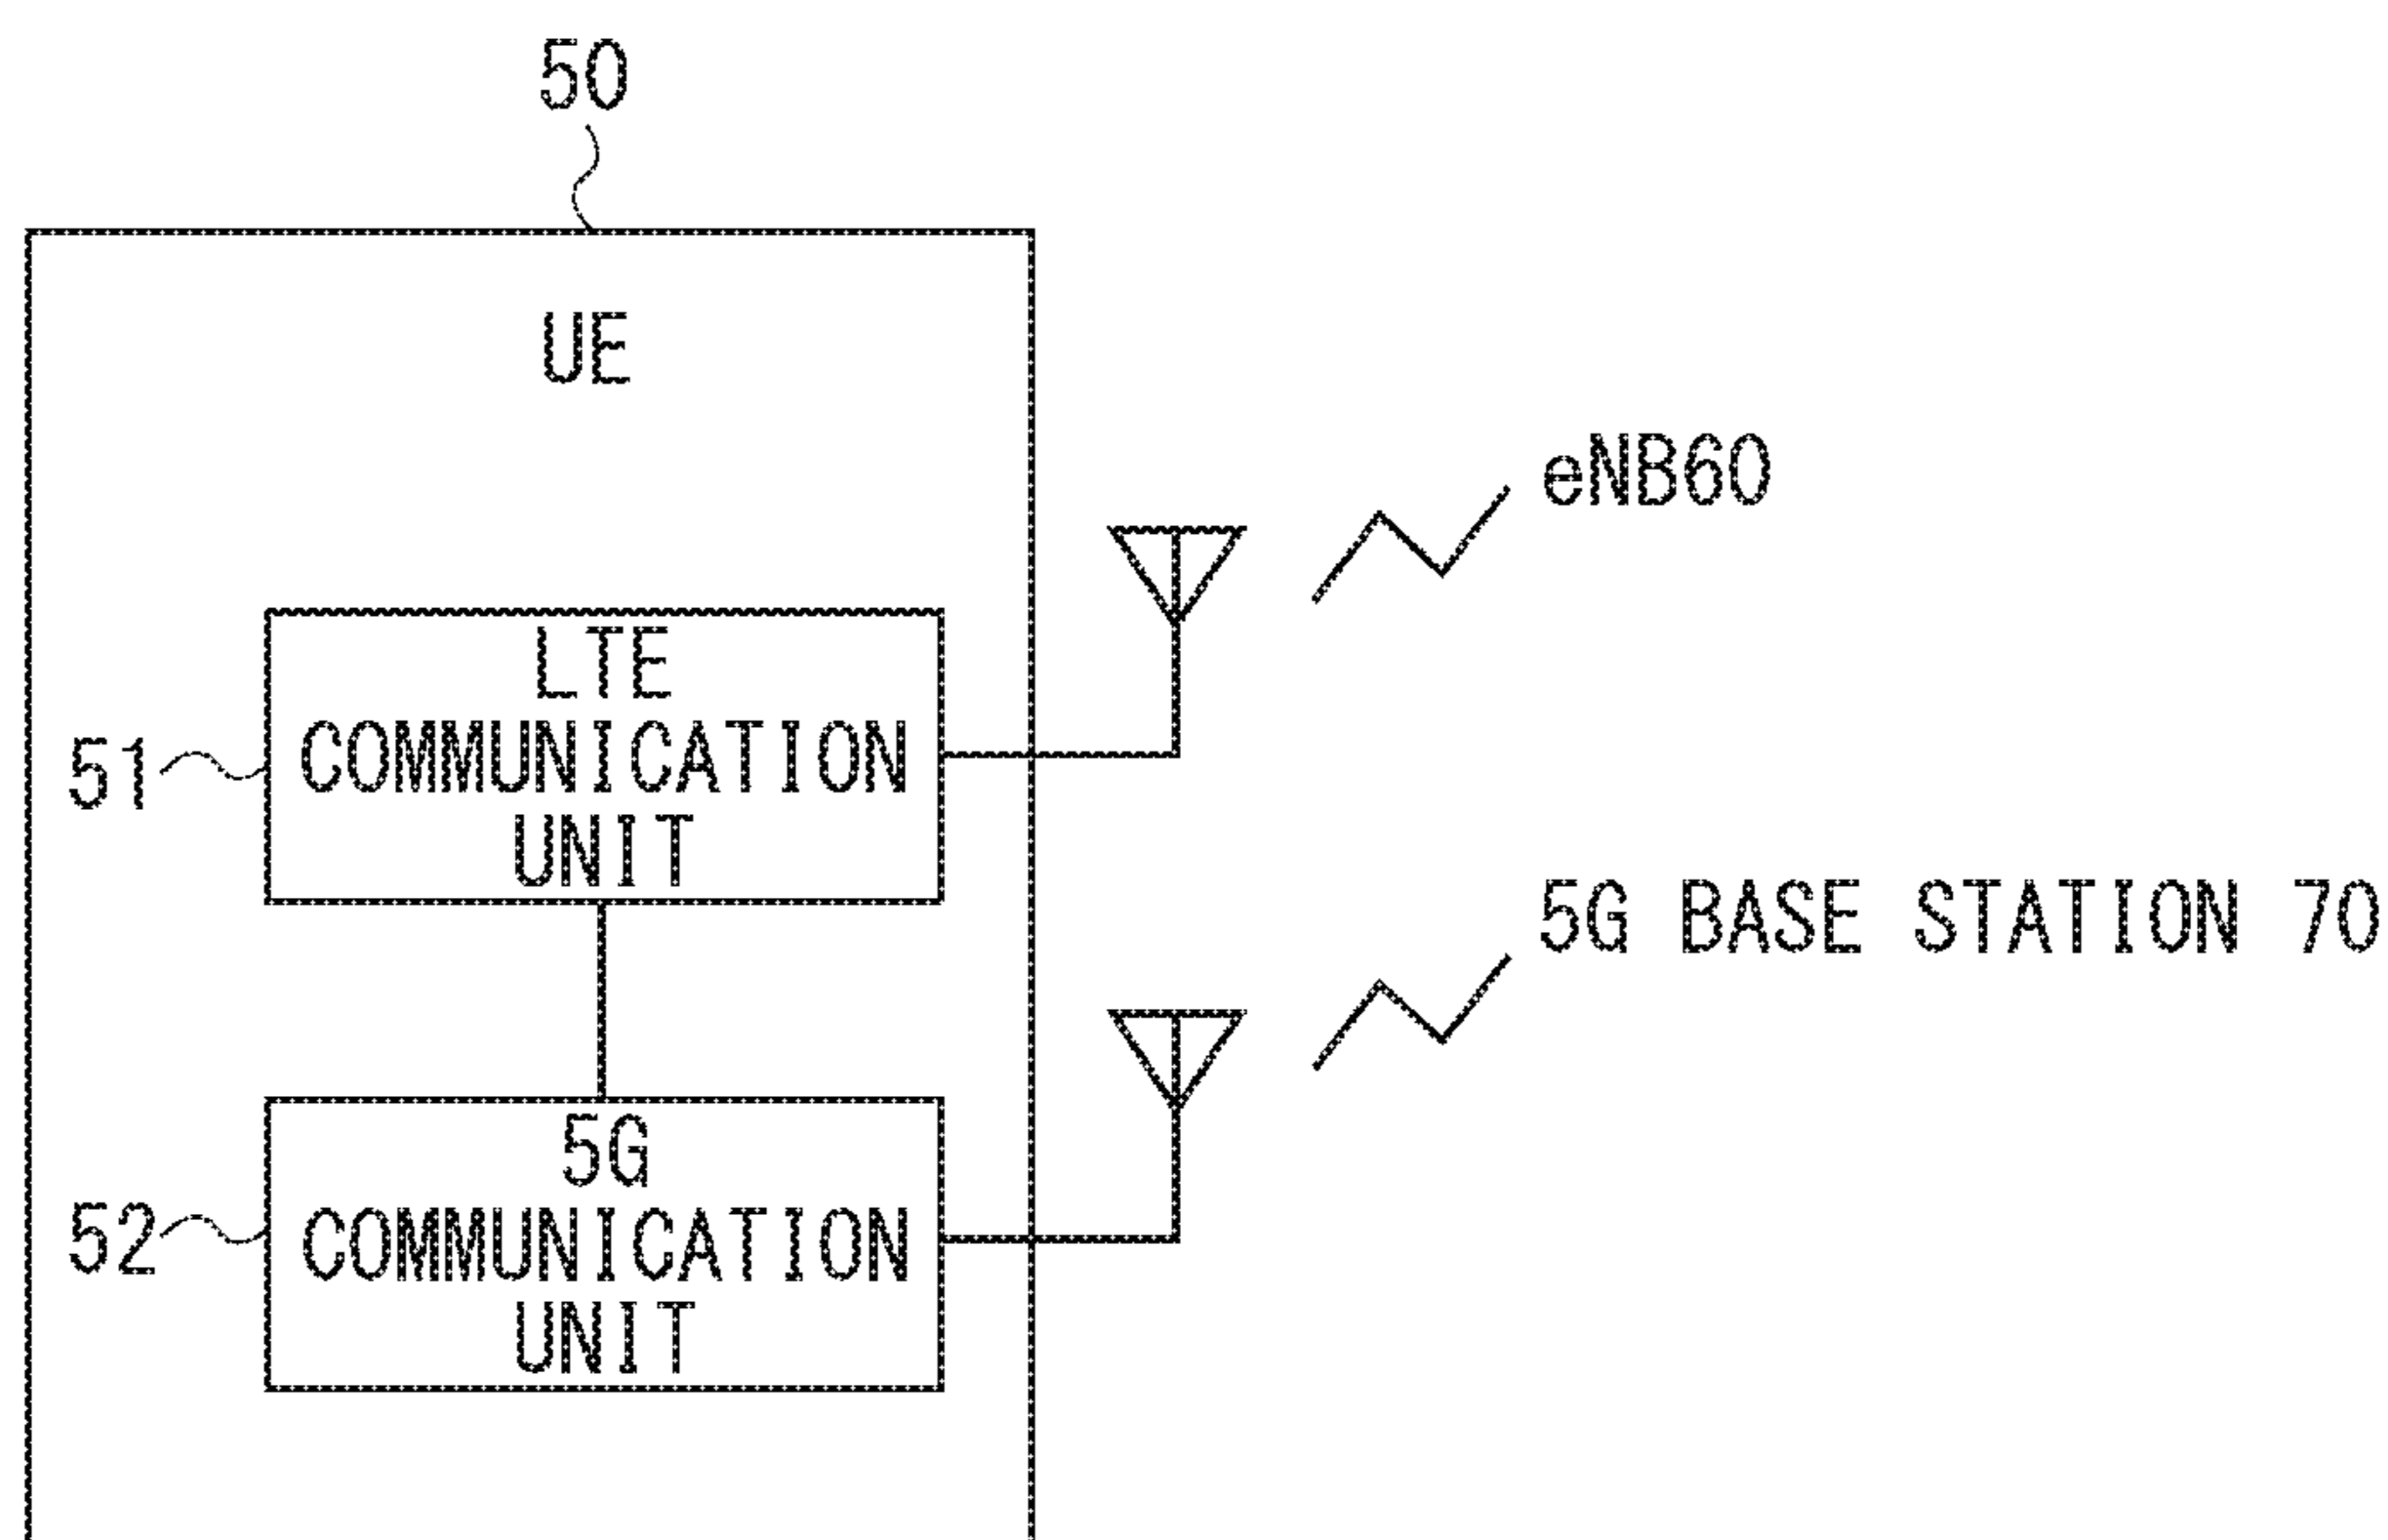 50
UE
eNB60
LTE
COMMUNICATION
UNIT
51
5G BASE STATION 70
5G
COMMUNICATION
UNIT
52